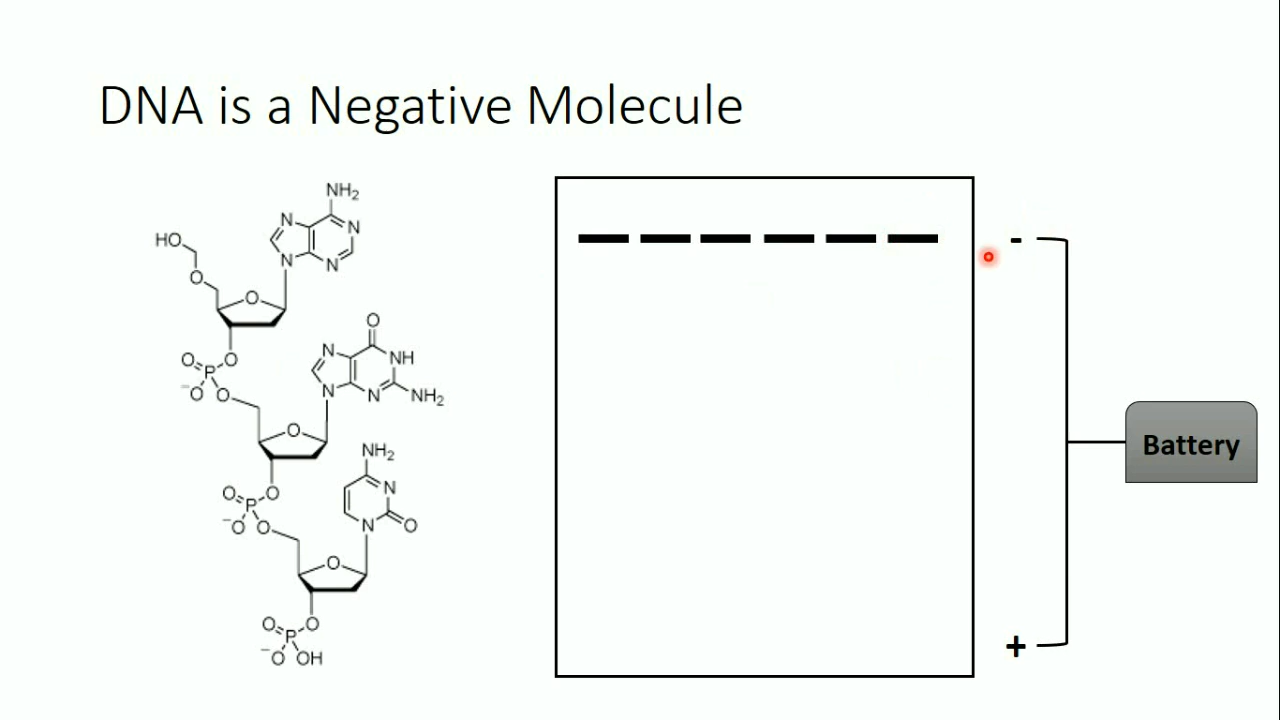 DNA is a Negative Molecule
NH₂
N
N
HO
N
N
O
O
O
O
O
P
N
NH
⁻O
O
N
N
NH₂
O
NH₂
O
O
N
P
⁻O
O
N
O
O
O
O
P
⁻O
OH
-
Battery
+